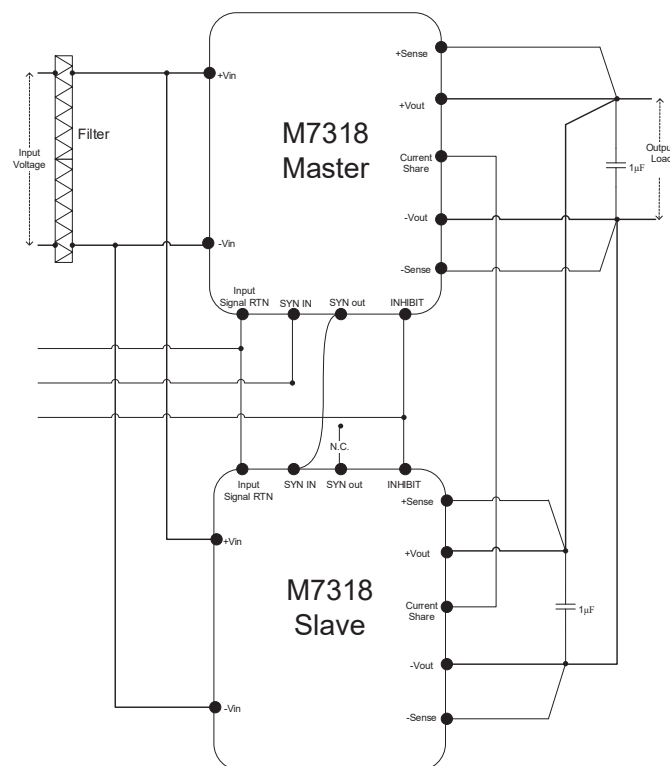 +Sense
+Vin
+Vout
Filter
M7318
Master
Input
Voltage
Current
Share
1µF
Output
Load
-Vin
-Vout
-Sense
Input
Signal RTN
SYN IN
SYN out
INHIBIT
N.C.
Input
Signal RTN
SYN IN
SYN out
INHIBIT
+Sense
+Vin
+Vout
M7318
Slave
Current
Share
1µF
-Vout
-Vin
-Sense